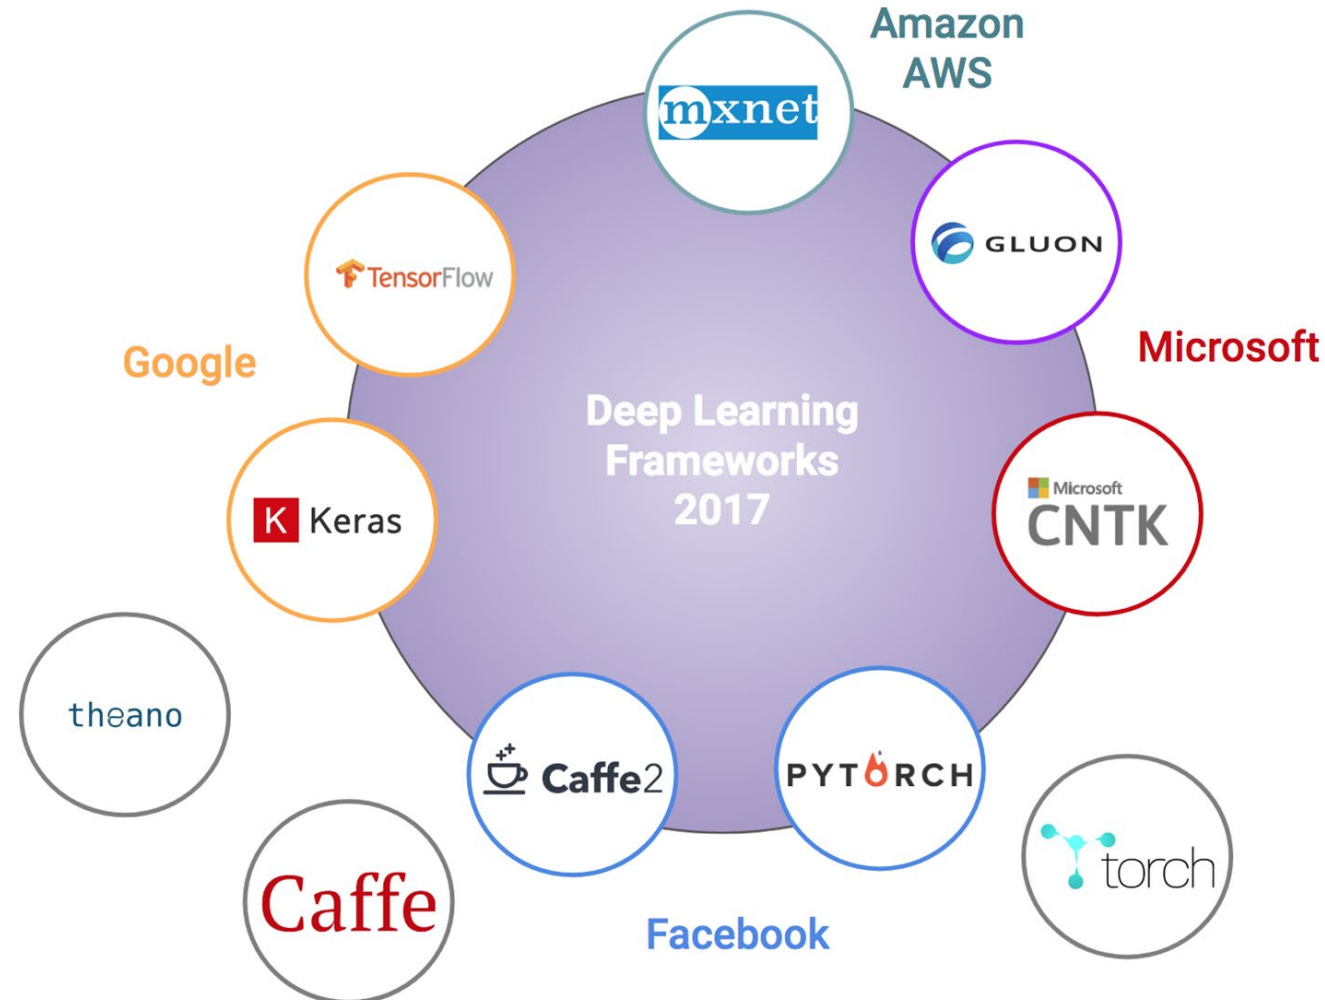 Amazon
AWS
mxnet
GLUON
TensorFlow
Google
Microsoft
Deep Learning
Frameworks
2017
Keras
Microsoft
CNTK
theano
Caffe2
PYTORCH
Caffe
torch
Facebook